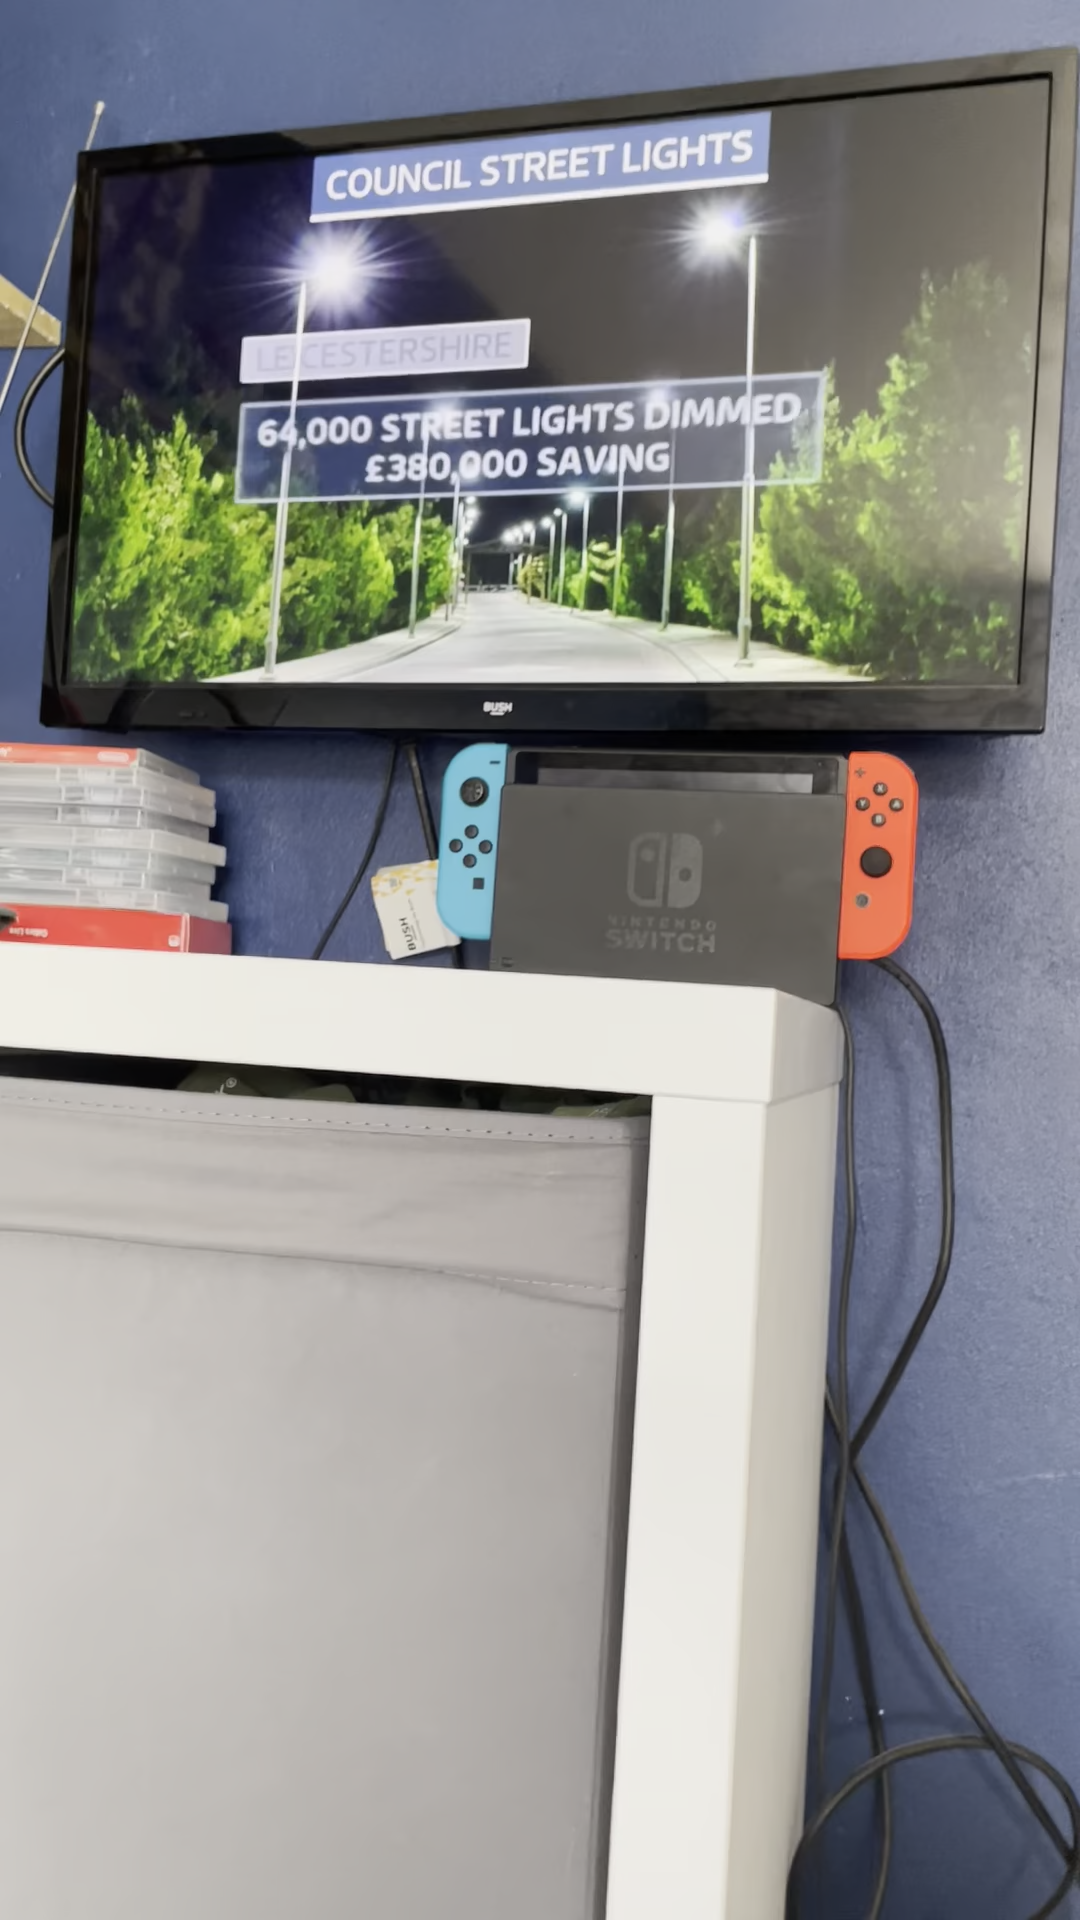 COUNCIL STREET LIGHTS
LEICESTERSHIRE
64,000 STREET LIGHTS DIMMED
£380,000 SAVING
BUSH
BUSH
X
Y
A
B
NINTENDO
SWITCH